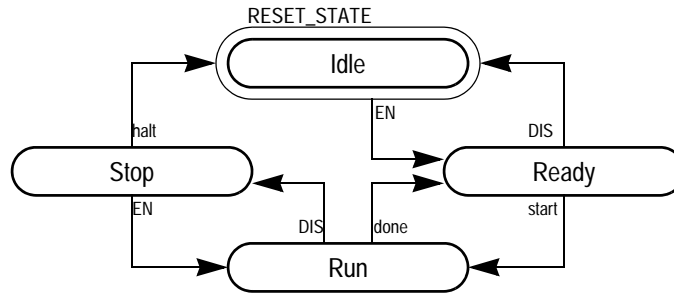 RESET_STATE
Idle
EN
halt
DIS
Stop
Ready
EN
DIS
done
start
Run